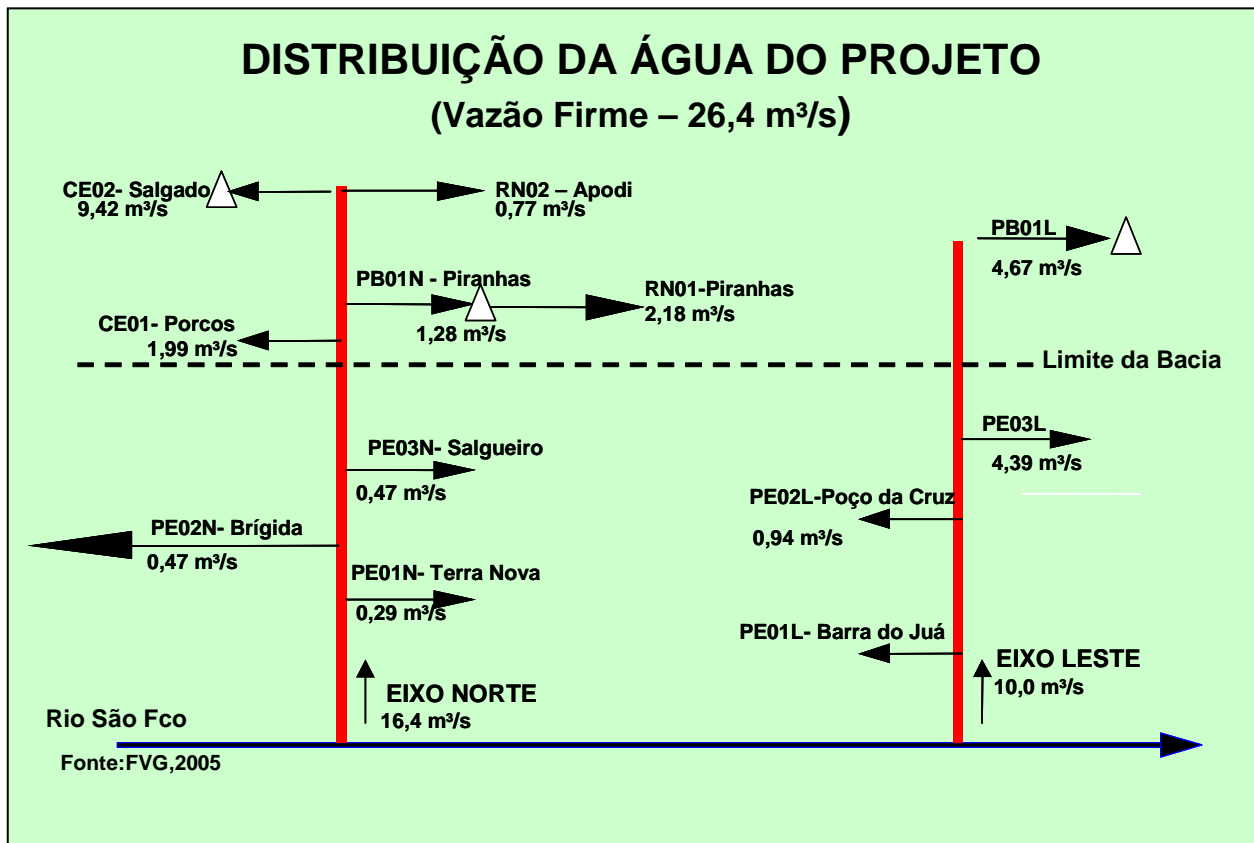 DISTRIBUIÇÃO DA ÁGUA DO PROJETO
(Vazão Firme – 26,4 m³/s)
CE02- Salgado
9,42 m³/s
RN02 – Apodi
0,77 m³/s
PB01L
4,67 m³/s
PB01N - Piranhas
1,28 m³/s
RN01-Piranhas
2,18 m³/s
CE01- Porcos
1,99 m³/s
Limite da Bacia
PE03N- Salgueiro
0,47 m³/s
PE03L
4,39 m³/s
PE02L-Poço da Cruz
0,94 m³/s
PE02N- Brígida
0,47 m³/s
PE01N- Terra Nova
0,29 m³/s
PE01L- Barra do Juá
EIXO NORTE
16,4 m³/s
EIXO LESTE
10,0 m³/s
Rio São Fco
Fonte:FVG,2005